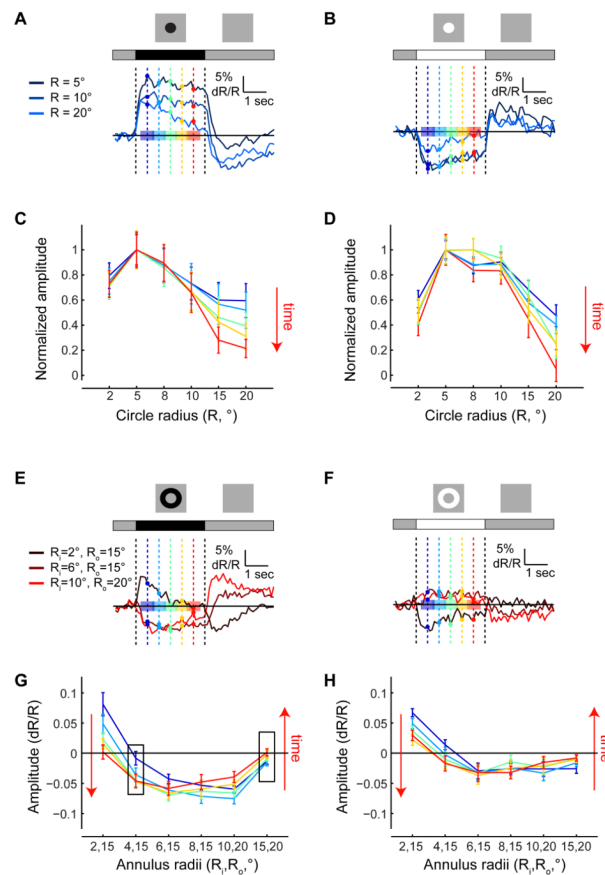 A
B
5%
dR/R
1 sec
R = 5°
R = 10°
R = 20°
5%
dR/R
1 sec
C
D
Normalized amplitude
1
0.8
0.6
0.4
0.2
0
2 5 8 10 15 20
Circle radius (R, °)
time
Normalized amplitude
1
0.8
0.6
0.4
0.2
0
2 5 8 10 15 20
Circle radius (R, °)
time
E
F
Ri=2°, Ro=15°
Ri=6°, Ro=15°
Ri=10°, Ro=20°
5%
dR/R
1 sec
5%
dR/R
1 sec
G
H
Amplitude (dR/R)
0.1
0.05
0
−0.05
−0.1
2,15 4,15 6,15 8,15 10,20 15,20
Annulus radii (Ri,Ro,°)
time
Amplitude (dR/R)
0.1
0.05
0
−0.05
−0.1
2,15 4,15 6,15 8,15 10,20 15,20
Annulus radii (Ri,Ro,°)
time